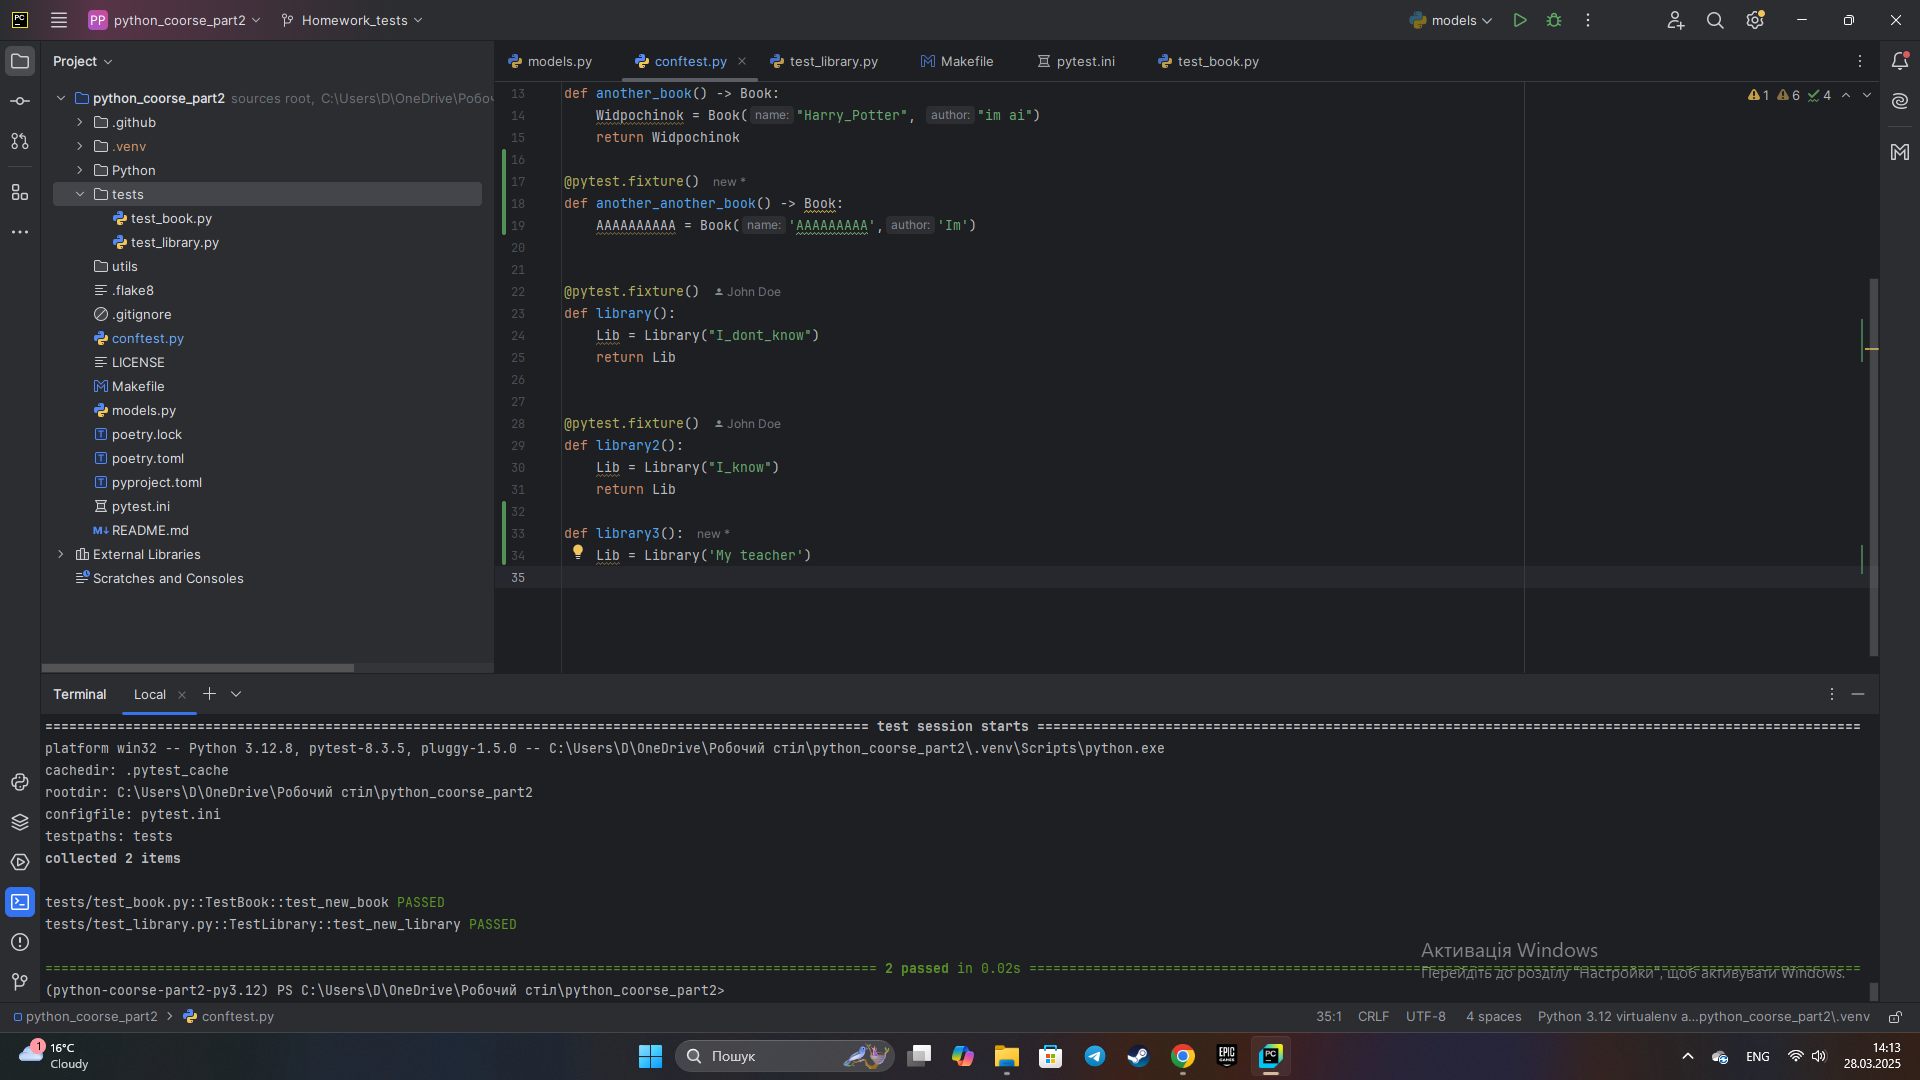 PC
PP python_coorse_part2
Homework_tests
models
Project
models.py
conftest.py
test_library.py
Makefile
pytest.ini
test_book.py
python_coorse_part2 sources root, C:\Users\D\OneDrive\
.github
.venv
Python
tests
test_book.py
test_library.py
utils
.flake8
.gitignore
conftest.py
LICENSE
Makefile
models.py
poetry.lock
poetry.toml
pyproject.toml
pytest.ini
README.md
External Libraries
Scratches and Consoles
1 6 4
13 def another_book() -> Book:
14 Widpochinok = Book( name: "Harry_Potter", author: "im ai")
15 return Widpochinok
16
17 @pytest.fixture() new *
18 def another_another_book() -> Book:
19 AAAAAAAAAA = Book( name: 'AAAAAAAAA', author: 'Im')
20
21
22 @pytest.fixture() John Doe
23 def library():
24 Lib = Library("I_dont_know")
25 return Lib
26
27
28 @pytest.fixture() John Doe
29 def library2():
30 Lib = Library("I_know")
31 return Lib
32
33 def library3(): new *
34 Lib = Library('My teacher')
35
Terminal
Local
test session starts
platform win32 -- Python 3.12.8, pytest-8.3.5, pluggy-1.5.0 -- C:\Users\D\OneDrive\Робочий стіл\python_coorse_part2\.venv\Scripts\python.exe
cachedir: .pytest_cache
rootdir: C:\Users\D\OneDrive\Робочий стіл\python_coorse_part2
configfile: pytest.ini
testpaths: tests
collected 2 items
tests/test_book.py::TestBook::test_new_book PASSED
tests/test_library.py::TestLibrary::test_new_library PASSED
2 passed in 0.02s
(python-coorse-part2-py3.12) PS C:\Users\D\OneDrive\Робочий стіл\python_coorse_part2>
Активація Windows
Перейдіть до розділу "Настройки", щоб активувати Windows.
python_coorse_part2 > conftest.py
35:1 CRLF UTF-8 4 spaces Python 3.12 virtualenv a...python_coorse_part2\.venv
1
16°C
Cloudy
Пошук
EPIC GAMES
PC
ENG
14:13
28.03.2025